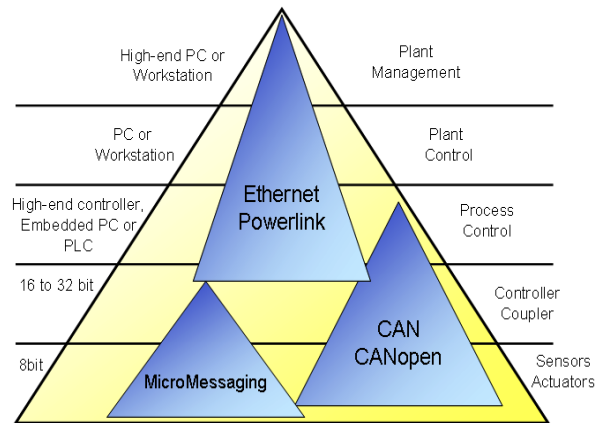 High-end PC or
Workstation
Plant
Management
PC or
Workstation
Plant
Control
High-end controller,
Embedded PC or
PLC
Ethernet
Powerlink
Process
Control
16 to 32 bit
Controller
Coupler
CAN
CANopen
8bit
MicroMessaging
Sensors
Actuators